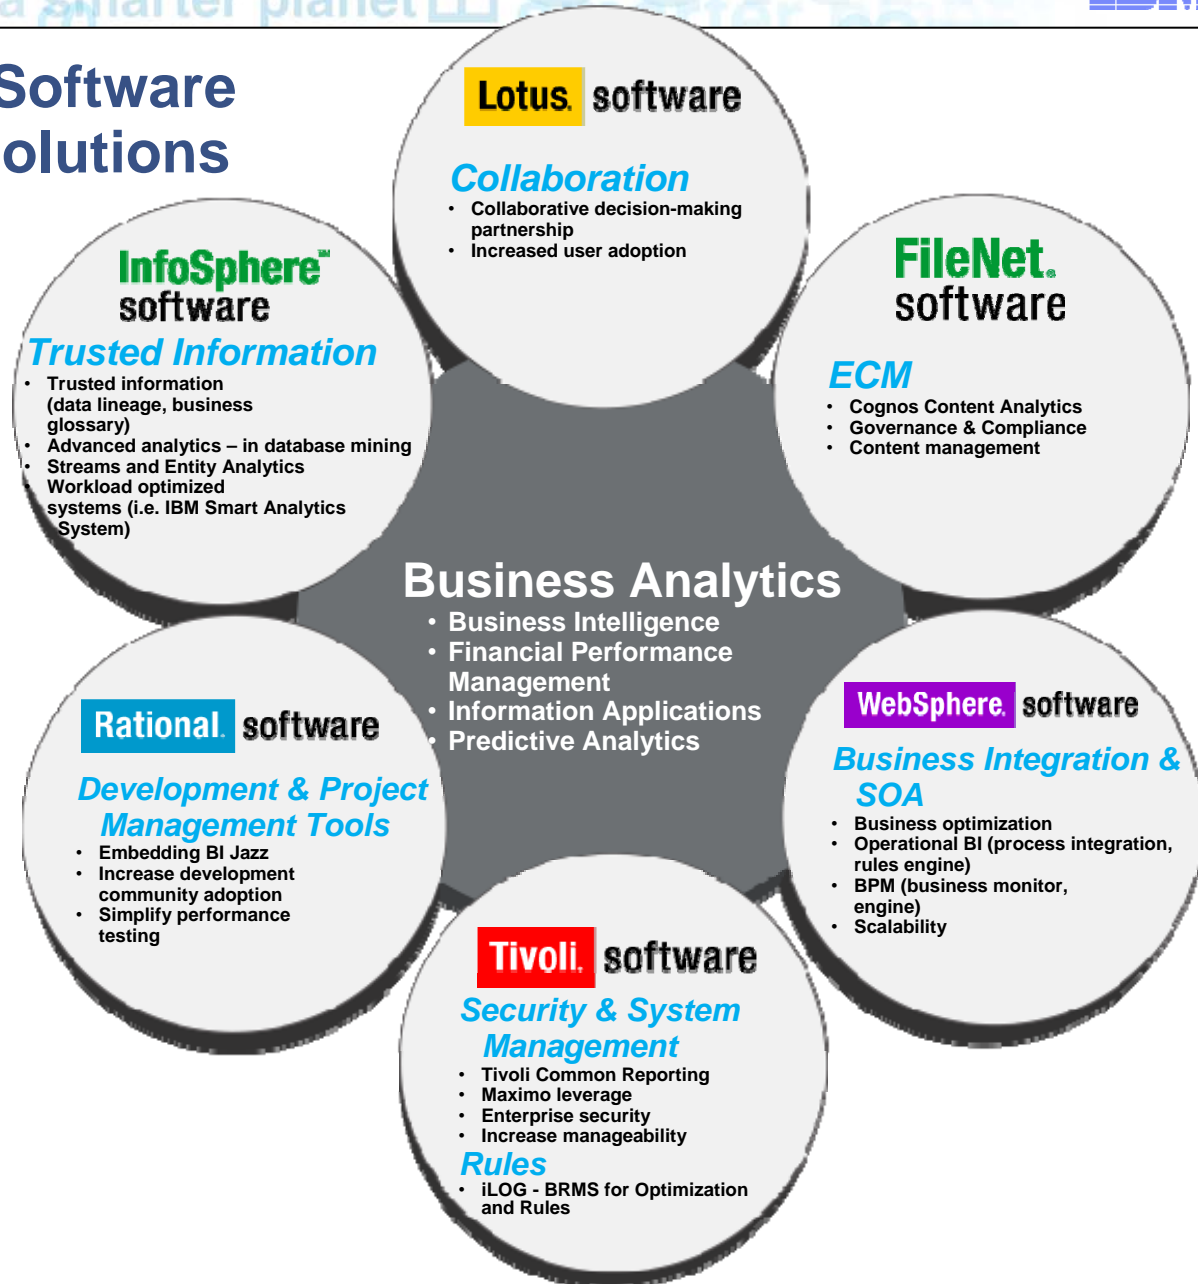 a smarter planet
Software
olutions
Lotus. software
Collaboration
• Collaborative decision-making
partnership
• Increased user adoption
InfoSphere™
software
Trusted Information
• Trusted information
(data lineage, business
glossary)
• Advanced analytics – in database mining
• Streams and Entity Analytics
• Workload optimized
systems (i.e. IBM Smart Analytics
System)
FileNet.
software
ECM
• Cognos Content Analytics
• Governance & Compliance
• Content management
Business Analytics
• Business Intelligence
• Financial Performance
Management
• Information Applications
• Predictive Analytics
Rational. software
Development & Project
Management Tools
• Embedding BI Jazz
• Increase development
community adoption
• Simplify performance
testing
WebSphere. software
Business Integration &
SOA
• Business optimization
• Operational BI (process integration,
rules engine)
• BPM (business monitor,
engine)
• Scalability
Tivoli. software
Security & System
Management
• Tivoli Common Reporting
• Maximo leverage
• Enterprise security
• Increase manageability
Rules
• iLOG - BRMS for Optimization
and Rules